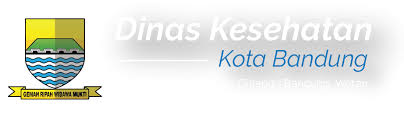 Dinas Kesehatan
Kota Bandung
GEMAH RIPAH WIBAWA MUKTI